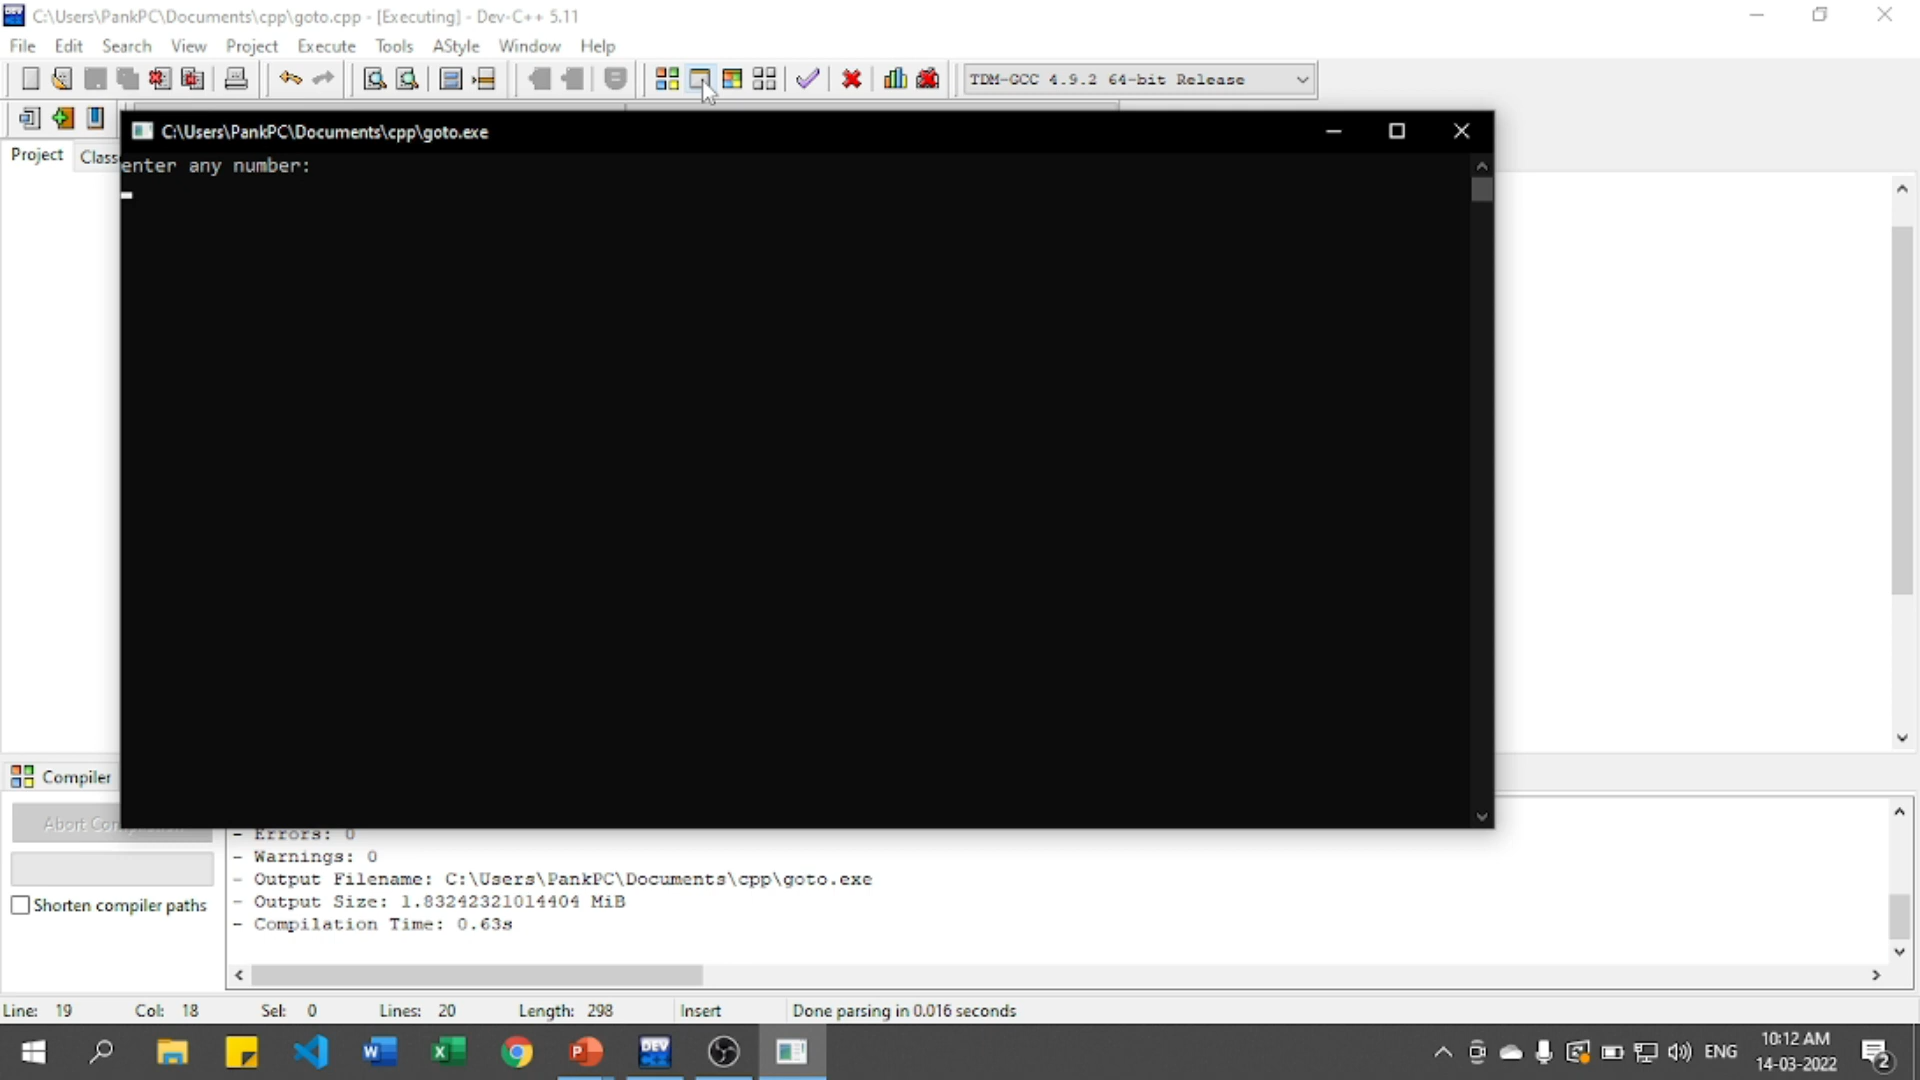 C:\Users\PankPC\Documents\cpp\goto.cpp - [Executing] - Dev-C++ 5.11
File Edit Search View Project Execute Tools AStyle Window Help
TDM-GCC 4.9.2 64-bit Release
C:\Users\PankPC\Documents\cpp\goto.exe
Project Class
enter any number:
Compiler
Abort Com
- Errors: 0
- Warnings: 0
- Output Filename: C:\Users\PankPC\Documents\cpp\goto.exe
- Output Size: 1.83242321014404 MiB
- Compilation Time: 0.63s
Shorten compiler paths
Line: 19 Col: 18 Sel: 0 Lines: 20 Length: 298 Insert Done parsing in 0.016 seconds
DEV
ENG
10:12 AM
14-03-2022
2